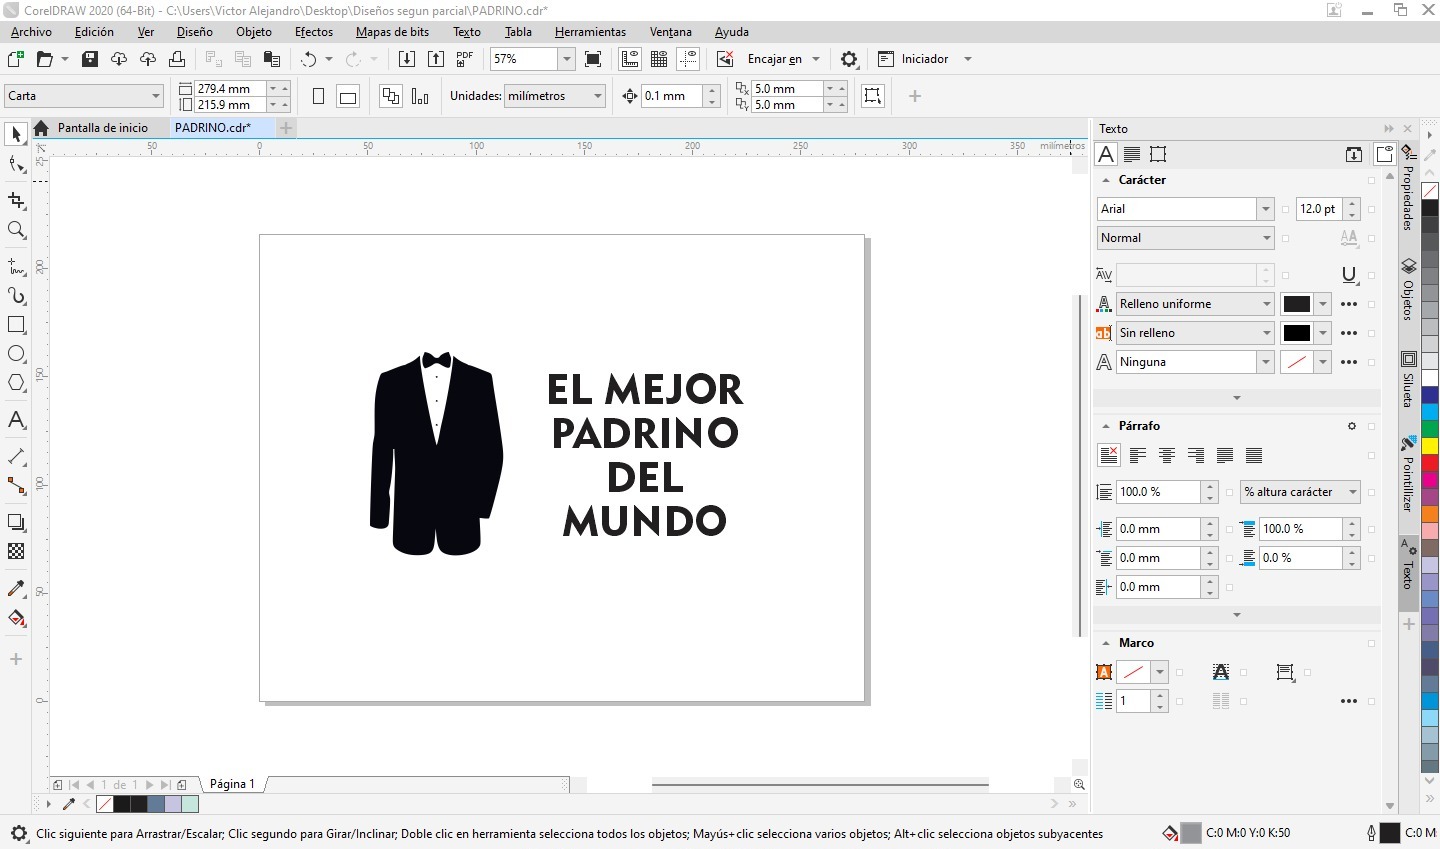 CorelDRAW 2020 (64-Bit) - C:\Users\Victor Alejandro\Desktop\Diseños segun parcial\PADRINO.cdr*
Archivo Edición Ver Diseño Objeto Efectos Mapas de bits Texto Tabla Herramientas Ventana Ayuda
PDF 57% Encajar en Iniciador
Carta 279.4 mm 215.9 mm Unidades: milímetros 0.1 mm 5.0 mm 5.0 mm
Pantalla de inicio PADRINO.cdr*
50 0 50 100 150 200 250 300 350 milímetros
200
150
100
50
0
EL MEJOR
PADRINO
DEL
MUNDO
Texto
Carácter
Arial 12.0 pt
Normal
Relleno uniforme
Sin relleno
Ninguna
Párrafo
100.0 % % altura carácter
0.0 mm 100.0 %
0.0 mm 0.0 %
0.0 mm
Marco
1
Propiedades
Objetos
Silueta
Pointillizer
Texto
1 de 1 Página 1
Clic siguiente para Arrastrar/Escalar; Clic segundo para Girar/Inclinar; Doble clic en herramienta selecciona todos los objetos; Mayús+clic selecciona varios objetos; Alt+clic selecciona objetos subyacentes
C:0 M:0 Y:0 K:50 C:0 M: